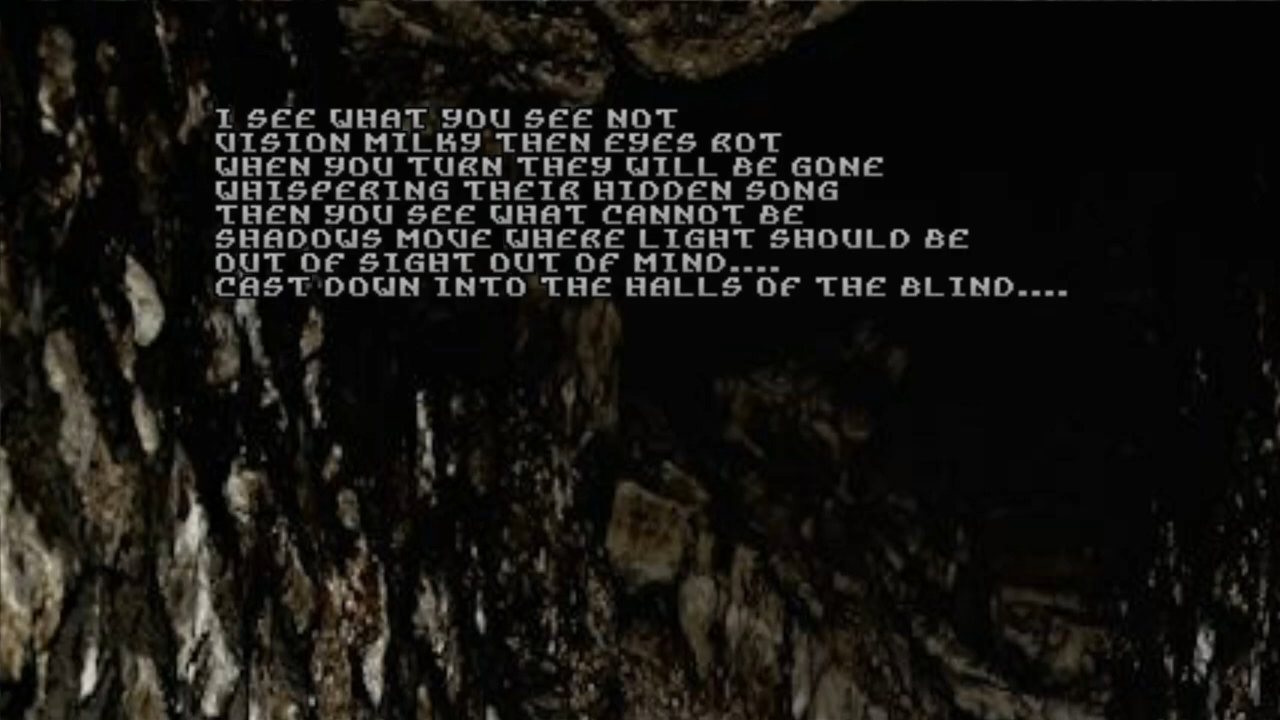 I SEE WHAT YOU SEE NOT
VISION MILKY THEN EYES ROT
WHEN YOU TURN THEY WILL BE GONE
WHISPERING THEIR HIDDEN SONG
THEN YOU SEE WHAT CANNOT BE
SHADOWS MOVE WHERE LIGHT SHOULD BE
OUT OF SIGHT OUT OF MIND....
CAST DOWN INTO THE HALLS OF THE BLIND....